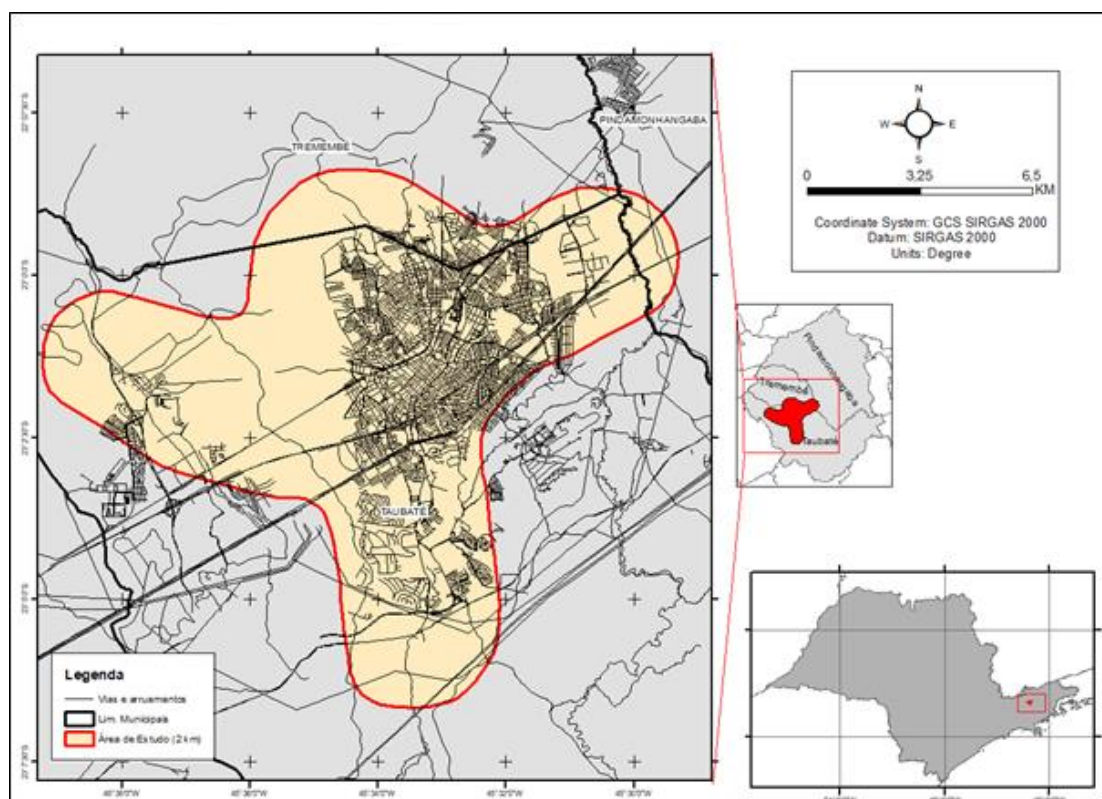 PINDAMONHANGABA
TREMEMBÉ
TAUBATÉ
Legenda
Vias e arruamentos
Lim. Municipais
Área de Estudo (2 km)
N
W
E
S
0
3,25
6,5
KM
Coordinate System: GCS SIRGAS 2000
Datum: SIRGAS 2000
Units: Degree
Pindamonhangaba
Tremembé
Taubaté